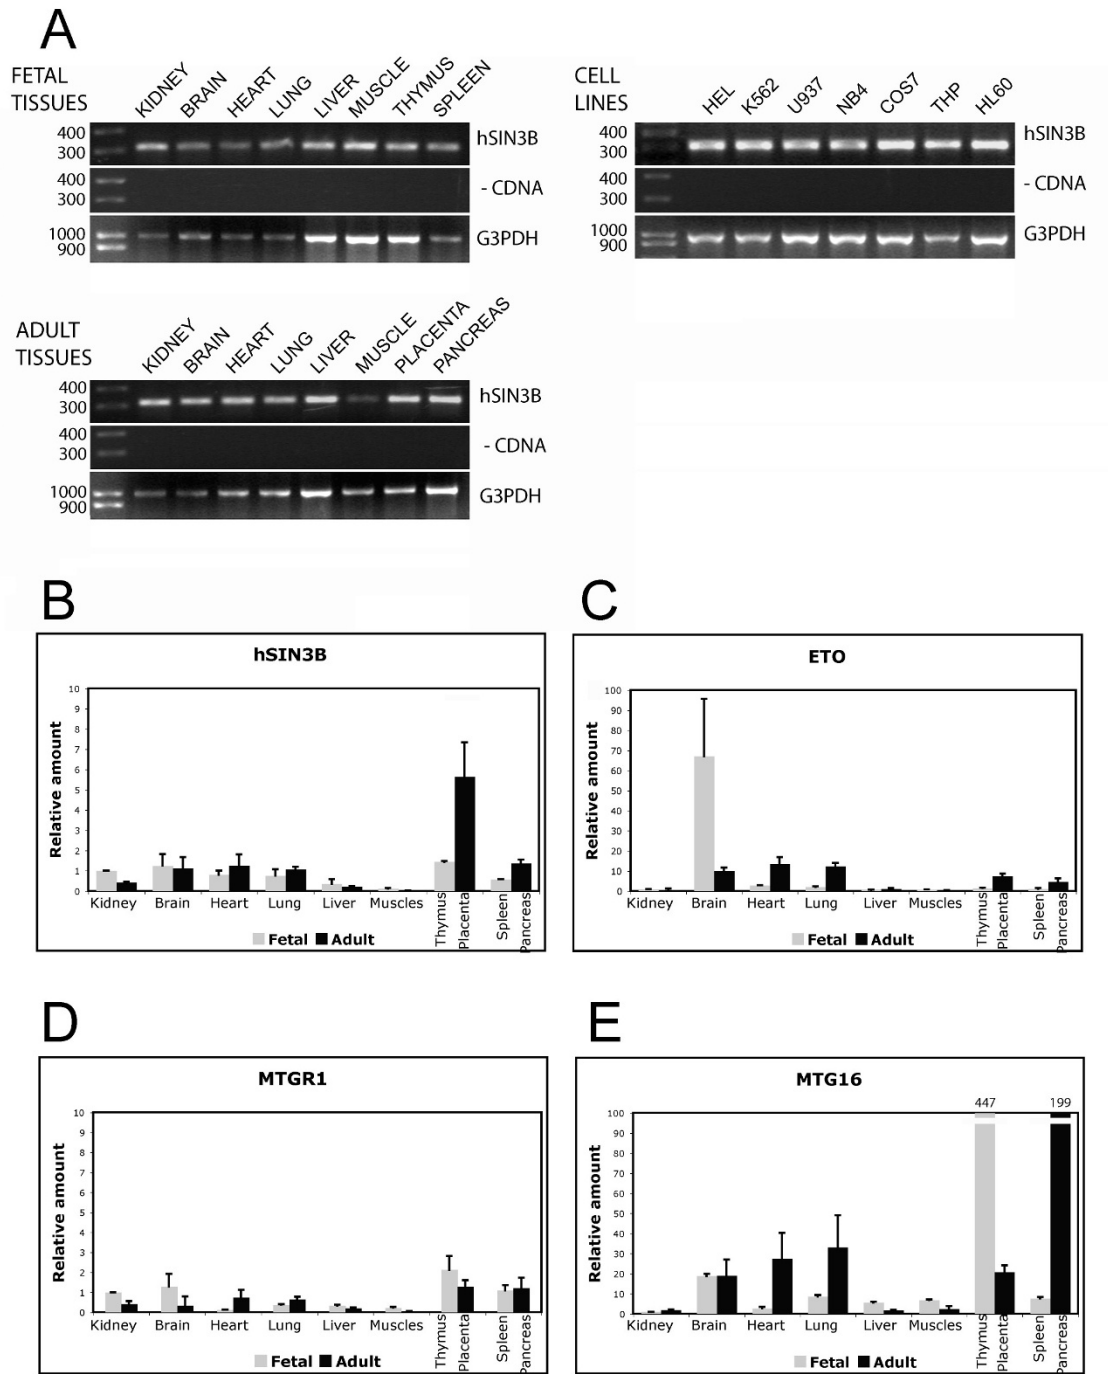 A
FETAL
TISSUES
KIDNEY BRAIN HEART LUNG LIVER MUSCLE THYMUS SPLEEN
400
300
hSIN3B
400
300
- CDNA
1000
900
G3PDH
CELL
LINES
HEL K562 U937 NB4 COS7 THP HL60
400
300
hSIN3B
400
300
- CDNA
1000
900
G3PDH
ADULT
TISSUES
KIDNEY BRAIN HEART LUNG LIVER MUSCLE PLACENTA PANCREAS
400
300
hSIN3B
400
300
- CDNA
1000
900
G3PDH
B
hSIN3B
Relative amount
10
9
8
7
6
5
4
3
2
1
0
Kidney Brain Heart Lung Liver Muscles Thymus Placenta Spleen Pancreas
Fetal Adult
C
ETO
Relative amount
100
90
80
70
60
50
40
30
20
10
0
Kidney Brain Heart Lung Liver Muscles Thymus Placenta Spleen Pancreas
Fetal Adult
D
MTGR1
Relative amount
10
9
8
7
6
5
4
3
2
1
0
Kidney Brain Heart Lung Liver Muscles Thymus Placenta Spleen Pancreas
Fetal Adult
E
MTG16
447 199
Relative amount
100
90
80
70
60
50
40
30
20
10
0
Kidney Brain Heart Lung Liver Muscles Thymus Placenta Spleen Pancreas
Fetal Adult